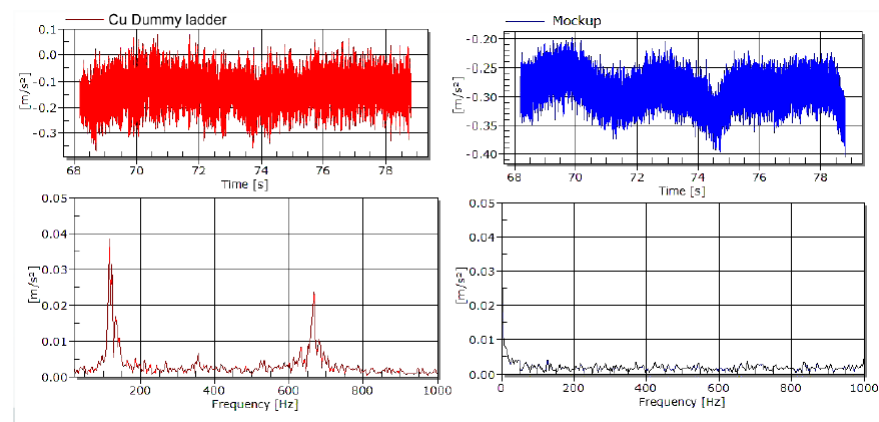 Cu Dummy ladder
0.1
0.0
-0.1
-0.2
-0.3
[m/s²]
68 70 72 74 76 78
Time [s]
Mockup
-0.20
-0.25
-0.30
-0.35
-0.40
[m/s²]
68 70 72 74 76 78
Time [s]
0.05
0.04
0.03
0.02
0.01
0.00
[m/s²]
200 400 600 800 1000
Frequency [Hz]
0.05
0.04
0.03
0.02
0.01
0.00
[m/s²]
0 200 400 600 800 1000
Frequency [Hz]